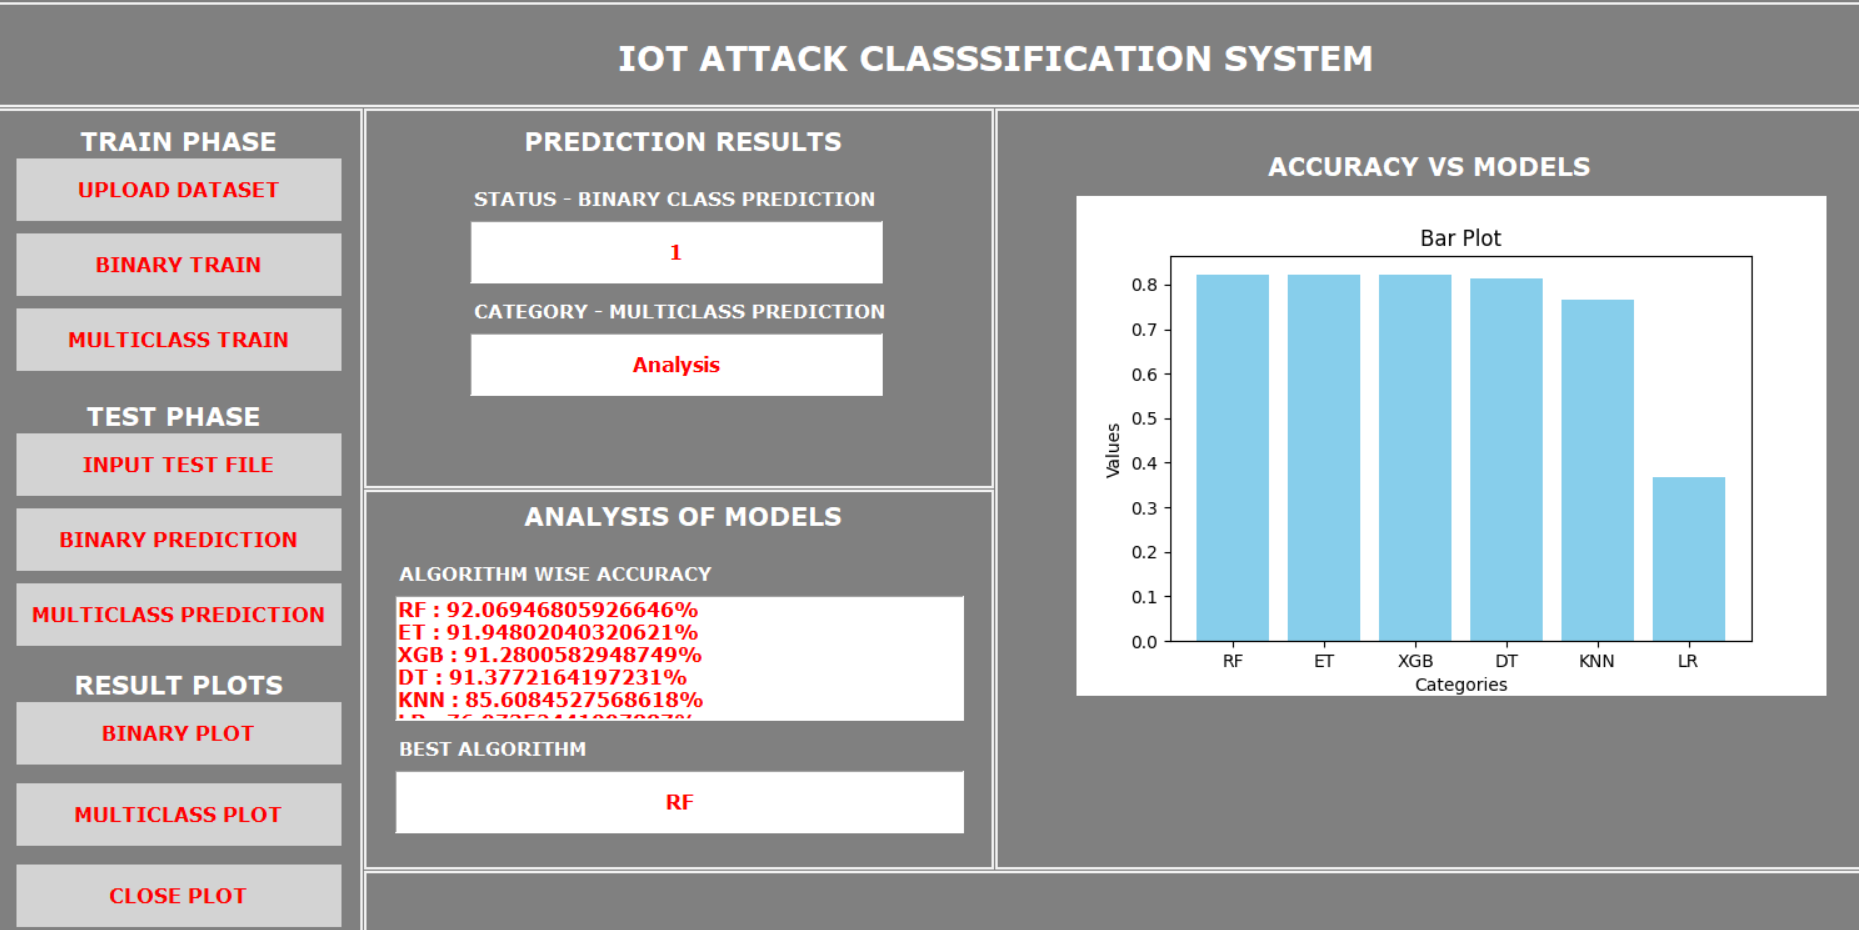 IOT ATTACK CLASSSIFICATION SYSTEM
TRAIN PHASE
UPLOAD DATASET
BINARY TRAIN
MULTICLASS TRAIN
TEST PHASE
INPUT TEST FILE
BINARY PREDICTION
MULTICLASS PREDICTION
RESULT PLOTS
BINARY PLOT
MULTICLASS PLOT
CLOSE PLOT
PREDICTION RESULTS
STATUS - BINARY CLASS PREDICTION
1
CATEGORY - MULTICLASS PREDICTION
Analysis
ANALYSIS OF MODELS
ALGORITHM WISE ACCURACY
RF : 92.06946805926646%
ET : 91.94802040320621%
XGB : 91.2800582948749%
DT : 91.3772164197231%
KNN : 85.6084527568618%
BEST ALGORITHM
RF
ACCURACY VS MODELS
Bar Plot
0.8
0.7
0.6
0.5
0.4
0.3
0.2
0.1
0.0
Values
RF ET XGB DT KNN LR
Categories